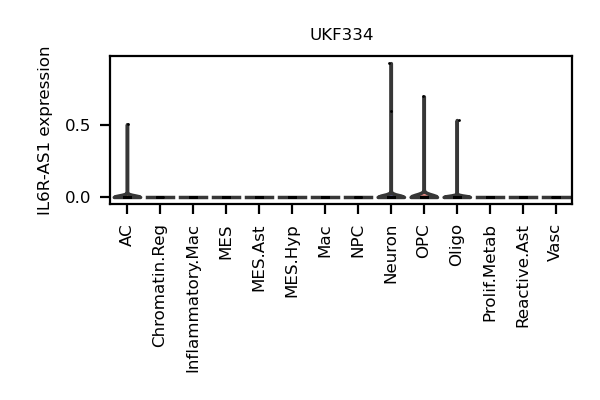 UKF334
IL6R-AS1 expression
0.5
0.0
AC
Chromatin.Reg
Inflammatory.Mac
MES
MES.Ast
MES.Hyp
Mac
NPC
Neuron
OPC
Oligo
Prolif.Metab
Reactive.Ast
Vasc